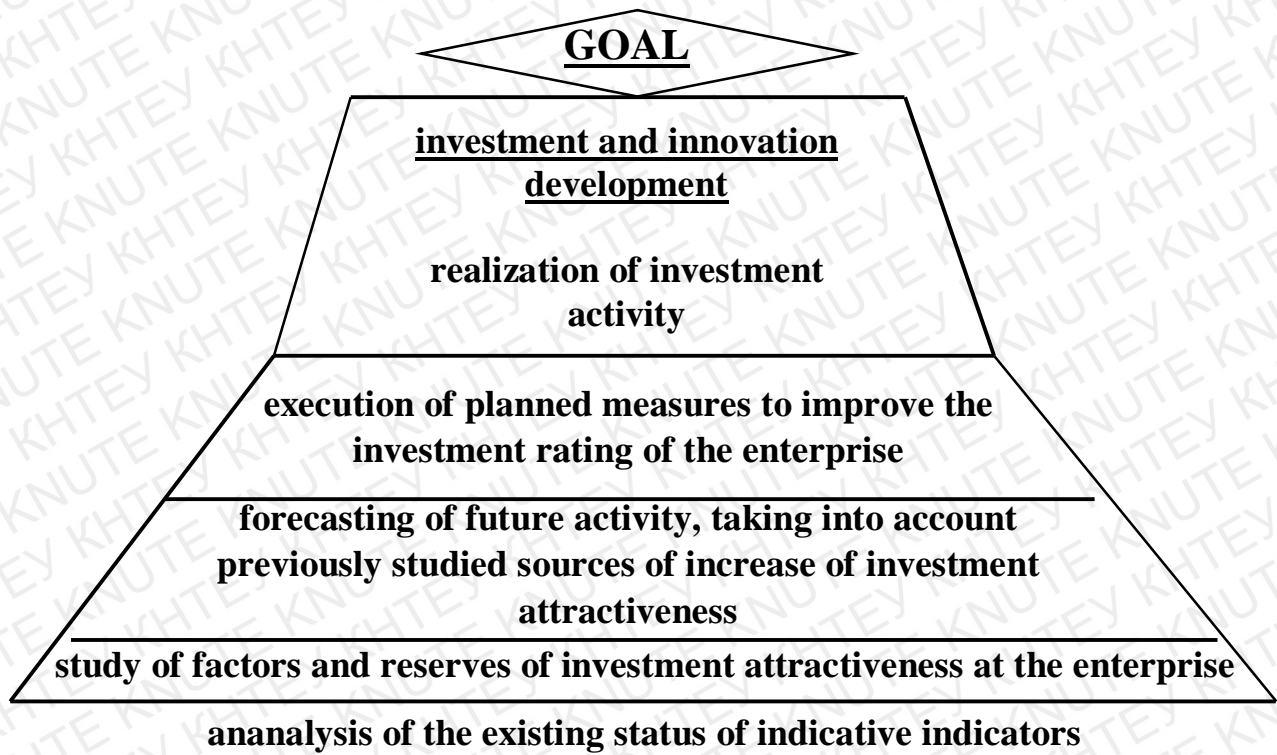 GOAL
investment and innovation
development
realization of investment
activity
execution of planned measures to improve the
investment rating of the enterprise
forecasting of future activity, taking into account
previously studied sources of increase of investment
attractiveness
study of factors and reserves of investment attractiveness at the enterprise
ananalysis of the existing status of indicative indicators